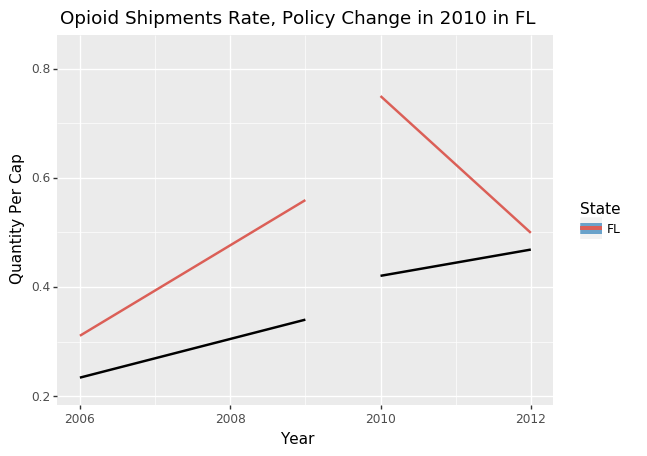 Opioid Shipments Rate, Policy Change in 2010 in FL
0.8
0.6
0.4
0.2
Quantity Per Cap
2006 2008 2010 2012
Year
State
FL